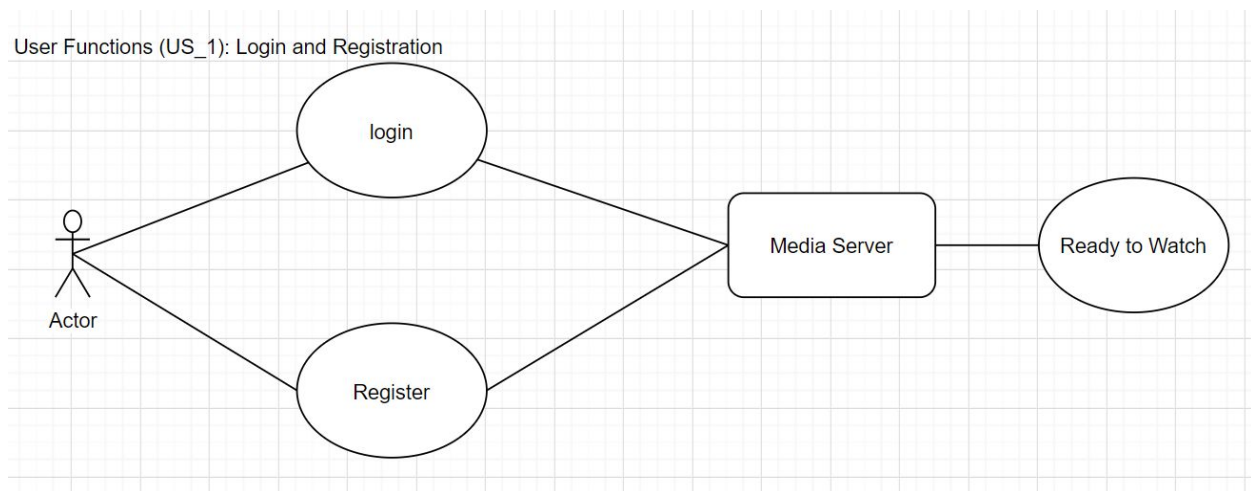 User Functions (US_1): Login and Registration
login
Media Server
Ready to Watch
Actor
Register